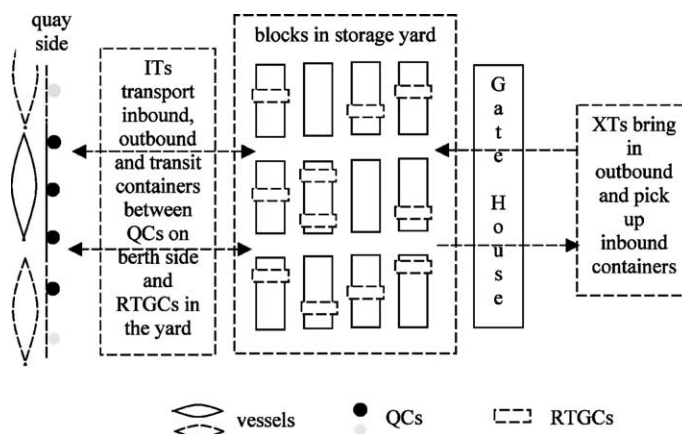 quay
side
ITs
transport
inbound,
outbound
and transit
containers
between
QCs on
berth side
and
RTGCs in
the yard
blocks in storage yard
G
a
t
e
H
o
u
s
e
XTs bring
in
outbound
and pick
up
inbound
containers
vessels
QCs
RTGCs